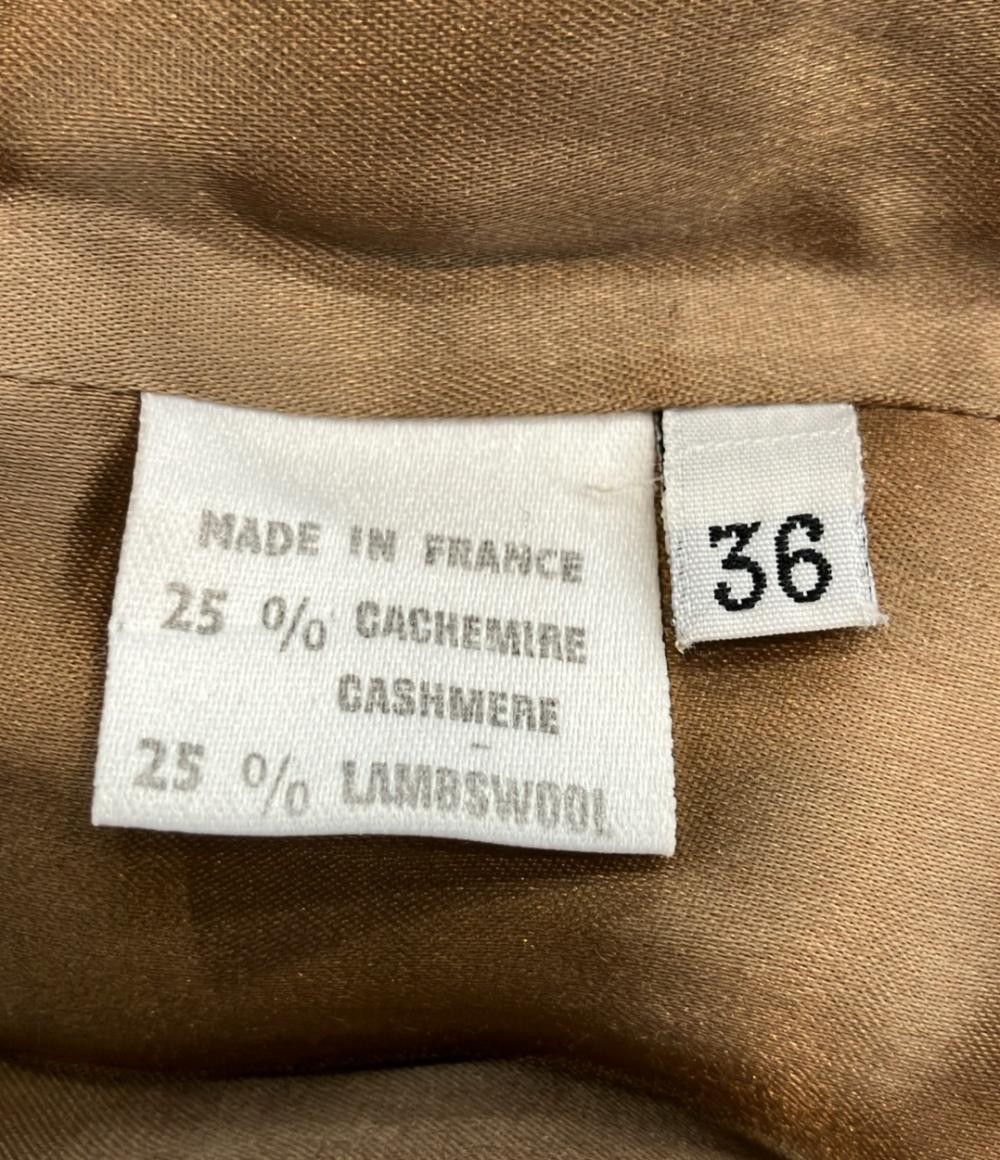 MADE IN FRANCE
25 % CACHEMIRE
CASHMERE
25 % LAMBSWOOL
36